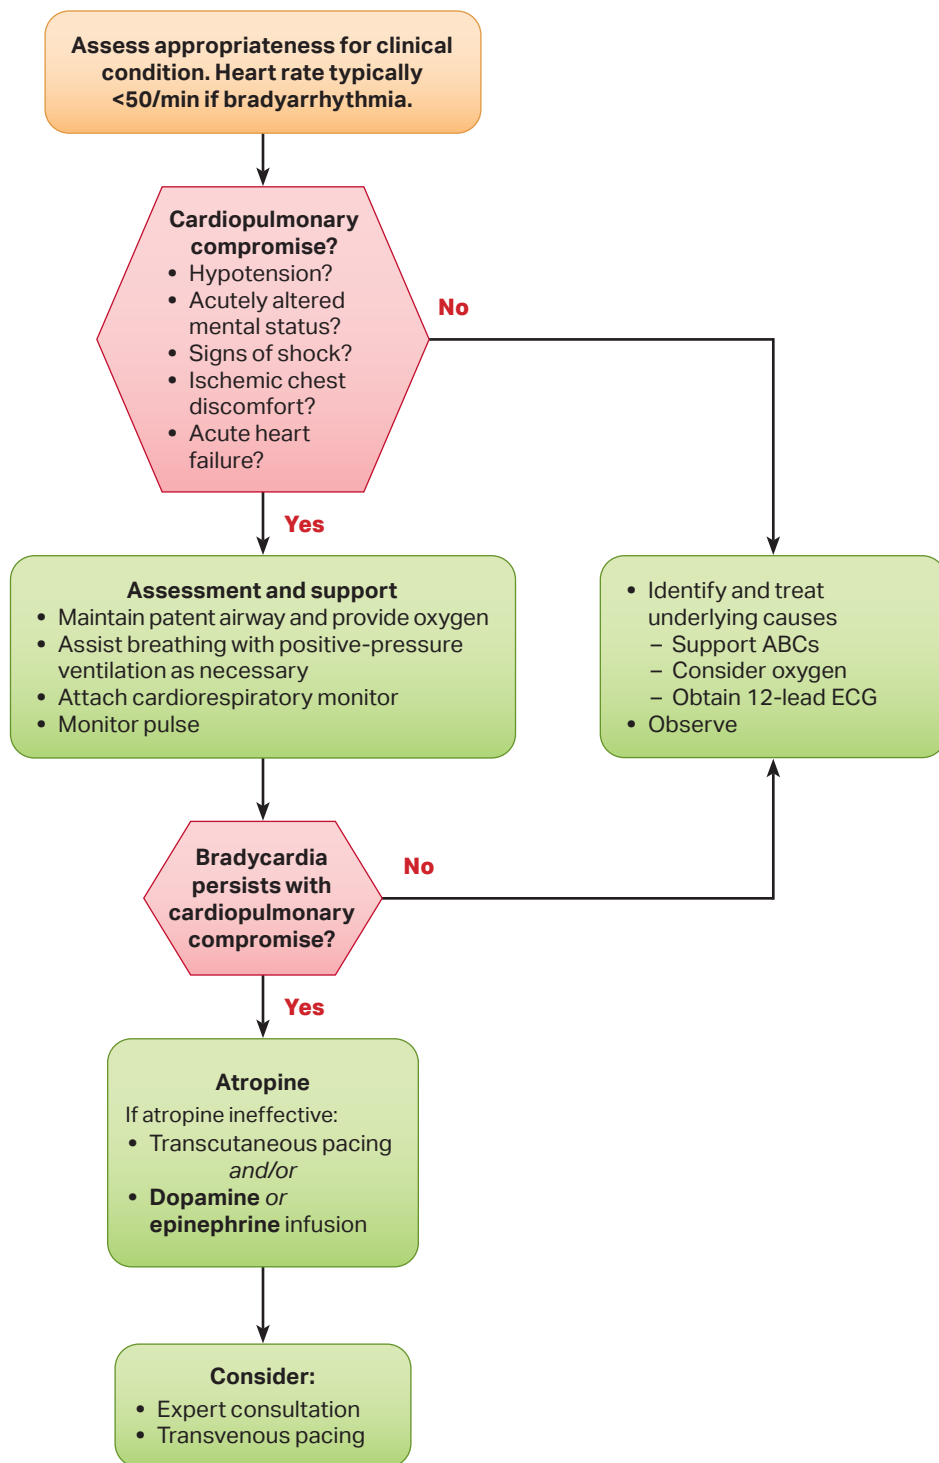 Assess appropriateness for clinical
condition. Heart rate typically
<50/min if bradyarrhythmia.
Cardiopulmonary
compromise?
• Hypotension?
• Acutely altered
mental status?
• Signs of shock?
• Ischemic chest
discomfort?
• Acute heart
failure?
No
Yes
Assessment and support
• Maintain patent airway and provide oxygen
• Assist breathing with positive-pressure
ventilation as necessary
• Attach cardiorespiratory monitor
• Monitor pulse
• Identify and treat
underlying causes
– Support ABCs
– Consider oxygen
– Obtain 12-lead ECG
• Observe
Bradycardia
persists with
cardiopulmonary
compromise?
No
Yes
Atropine
If atropine ineffective:
• Transcutaneous pacing
and/or
• Dopamine or
epinephrine infusion
Consider:
• Expert consultation
• Transvenous pacing